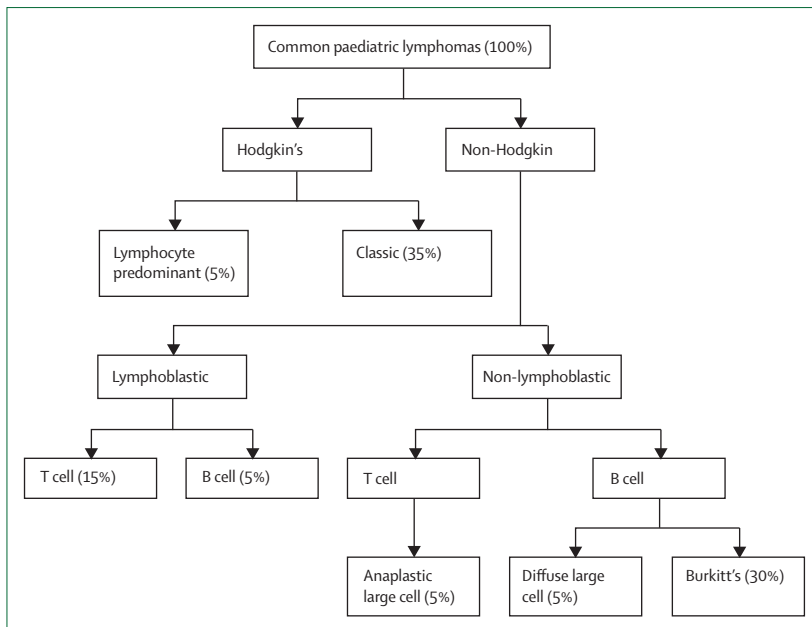 Common paediatric lymphomas (100%)
Hodgkin's
Non-Hodgkin
Lymphocyte
predominant (5%)
Classic (35%)
Lymphoblastic
Non-lymphoblastic
T cell (15%)
B cell (5%)
T cell
B cell
Anaplastic
large cell (5%)
Diffuse large
cell (5%)
Burkitt's (30%)